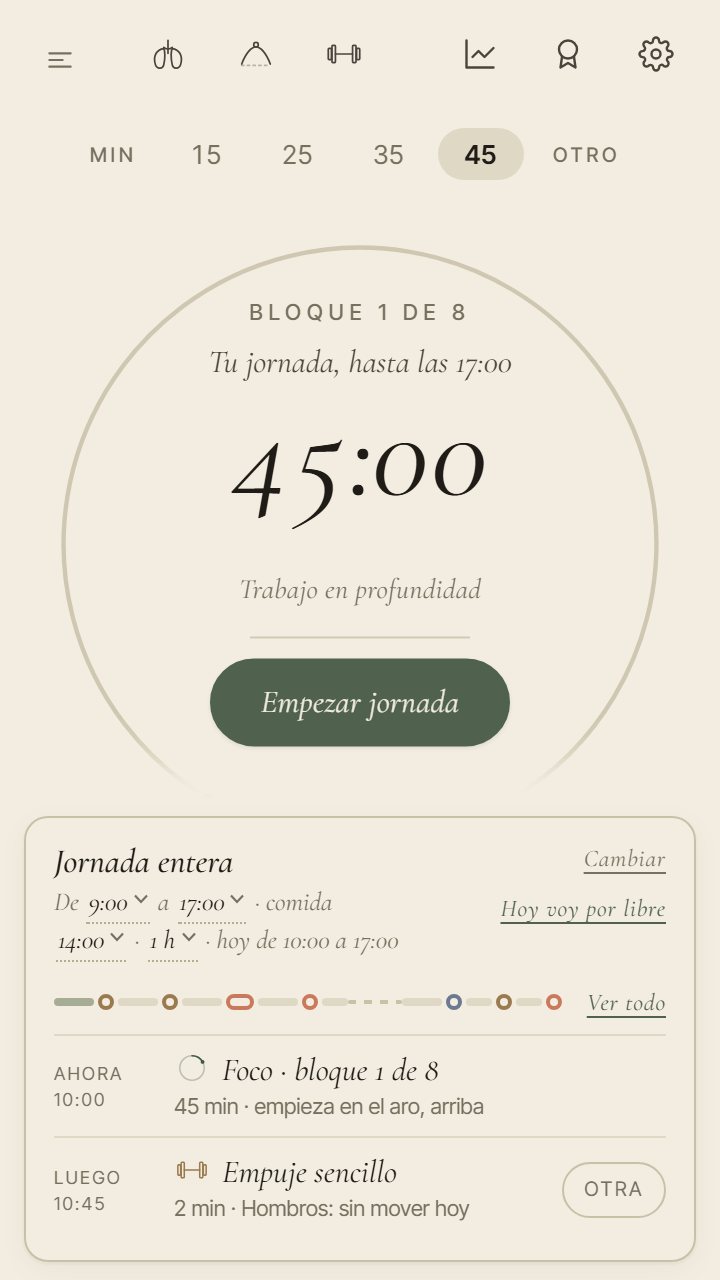 MIN 15 25 35 45 OTRO
BLOQUE 1 DE 8
Tu jornada, hasta las 17:00
45:00
Trabajo en profundidad
Empezar jornada
Jornada entera
Cambiar
De 9:00 a 17:00 · comida
Hoy voy por libre
14:00 · 1 h · hoy de 10:00 a 17:00
Ver todo
AHORA
10:00
Foco · bloque 1 de 8
45 min · empieza en el aro, arriba
LUEGO
10:45
Empuje sencillo
2 min · Hombros: sin mover hoy
OTRA